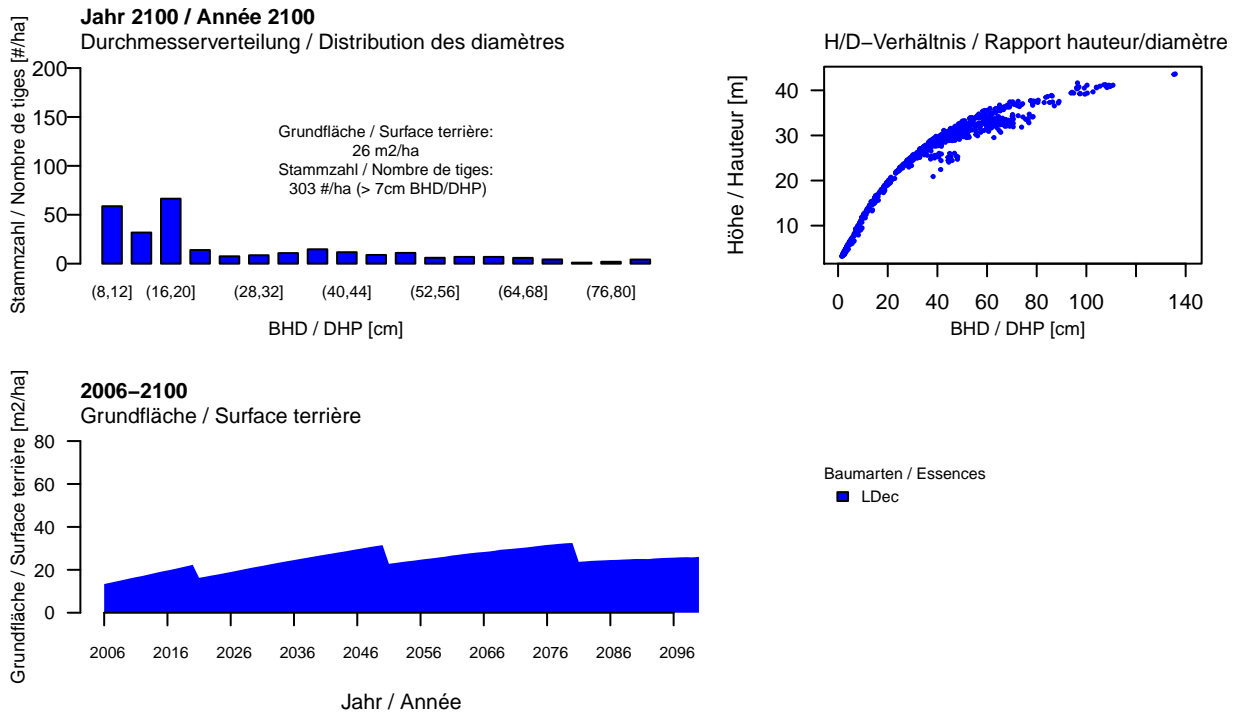 Jahr 2100 / Année 2100
Durchmesserverteilung / Distribution des diamètres
Stammzahl / Nombre de tiges [#/ha]
200
150
100
50
0
Grundfläche / Surface terrière:
26 m2/ha
Stammzahl / Nombre de tiges:
303 #/ha (> 7cm BHD/DHP)
(8,12] (16,20] (28,32] (40,44] (52,56] (64,68] (76,80]
BHD / DHP [cm]
H/D−Verhältnis / Rapport hauteur/diamètre
Höhe / Hauteur [m]
40
30
20
10
0 20 40 60 80 100 140
BHD / DHP [cm]
2006−2100
Grundfläche / Surface terrière
Grundfläche / Surface terrière [m2/ha]
80
60
40
20
0
2006 2016 2026 2036 2046 2056 2066 2076 2086 2096
Jahr / Année
Baumarten / Essences
LDec